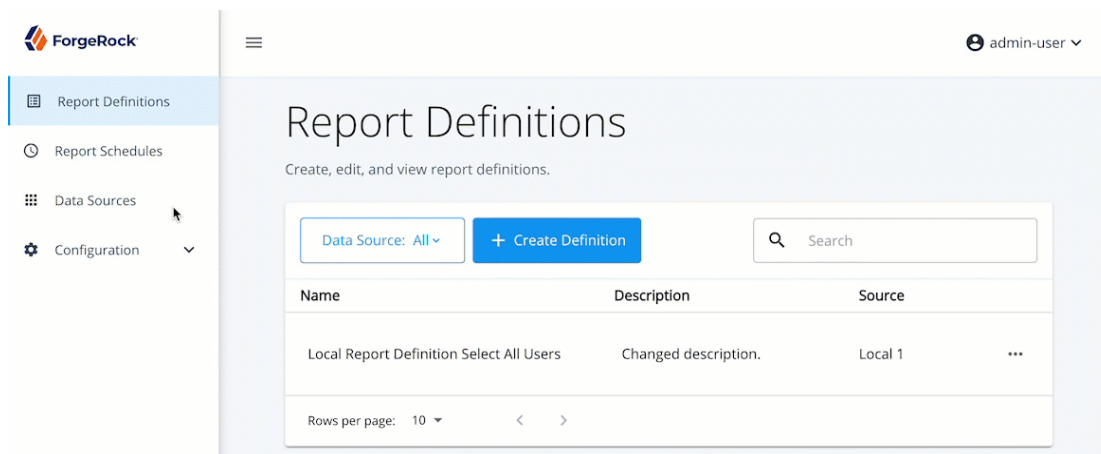 ForgeRock
admin-user
Report Definitions
Report Schedules
Data Sources
Configuration
Report Definitions
Create, edit, and view report definitions.
Data Source: All
+ Create Definition
Search
Name Description Source
Local Report Definition Select All Users Changed description. Local 1 ...
Rows per page: 10 < >